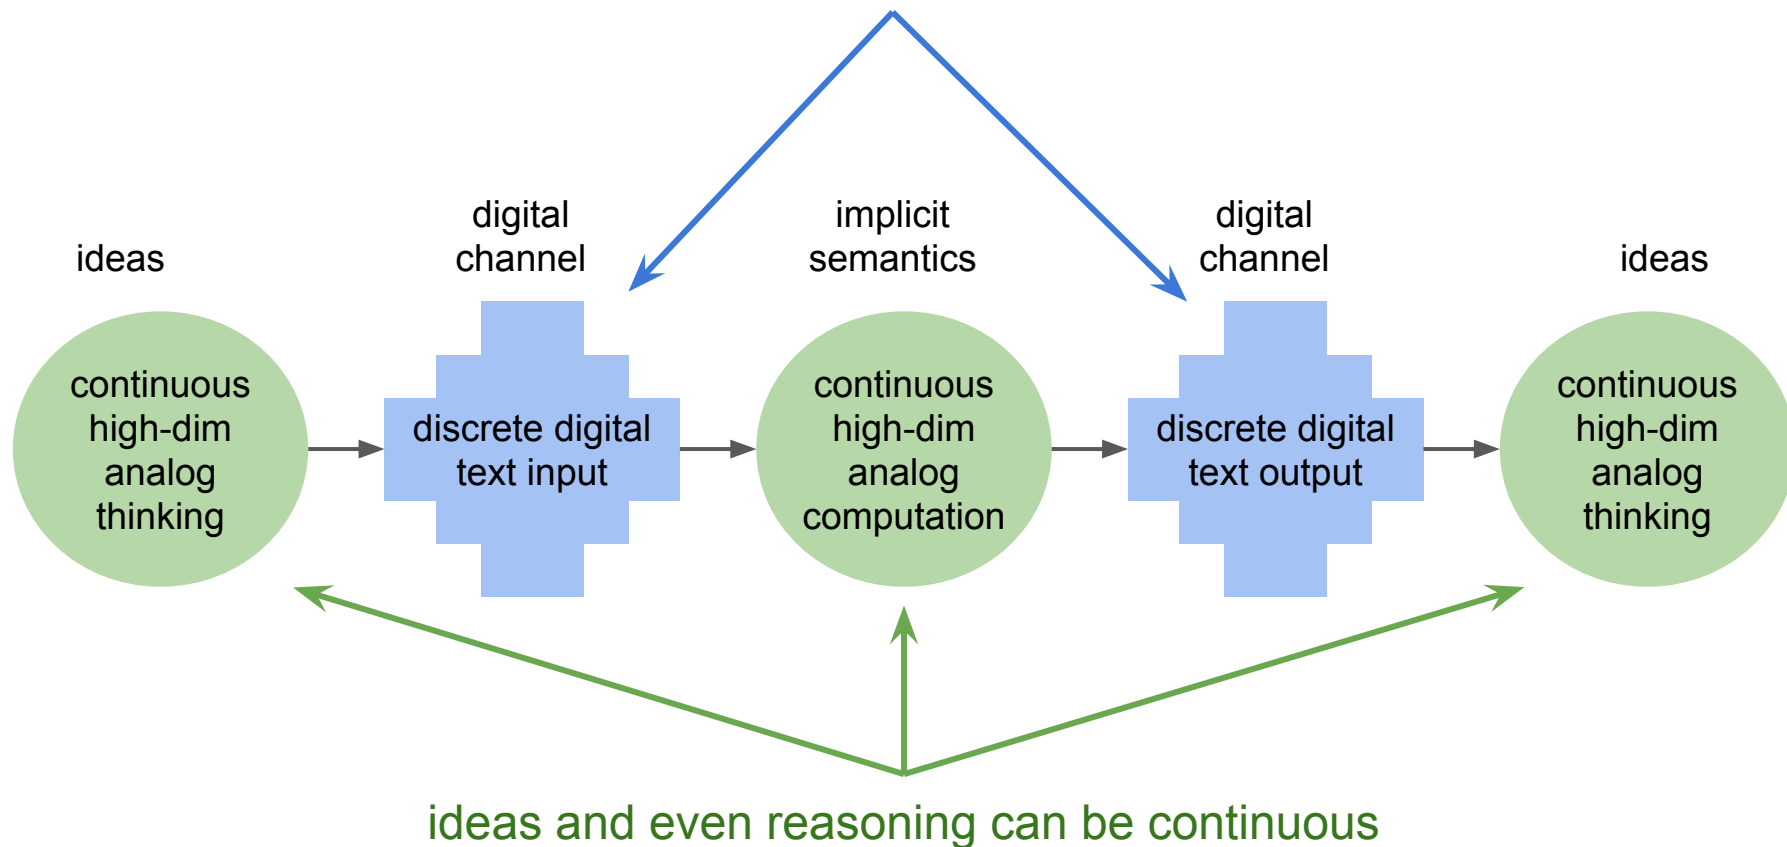 ideas
digital
channel
implicit
semantics
digital
channel
ideas
continuous
high-dim
analog
thinking
discrete digital
text input
continuous
high-dim
analog
computation
discrete digital
text output
continuous
high-dim
analog
thinking
ideas and even reasoning can be continuous